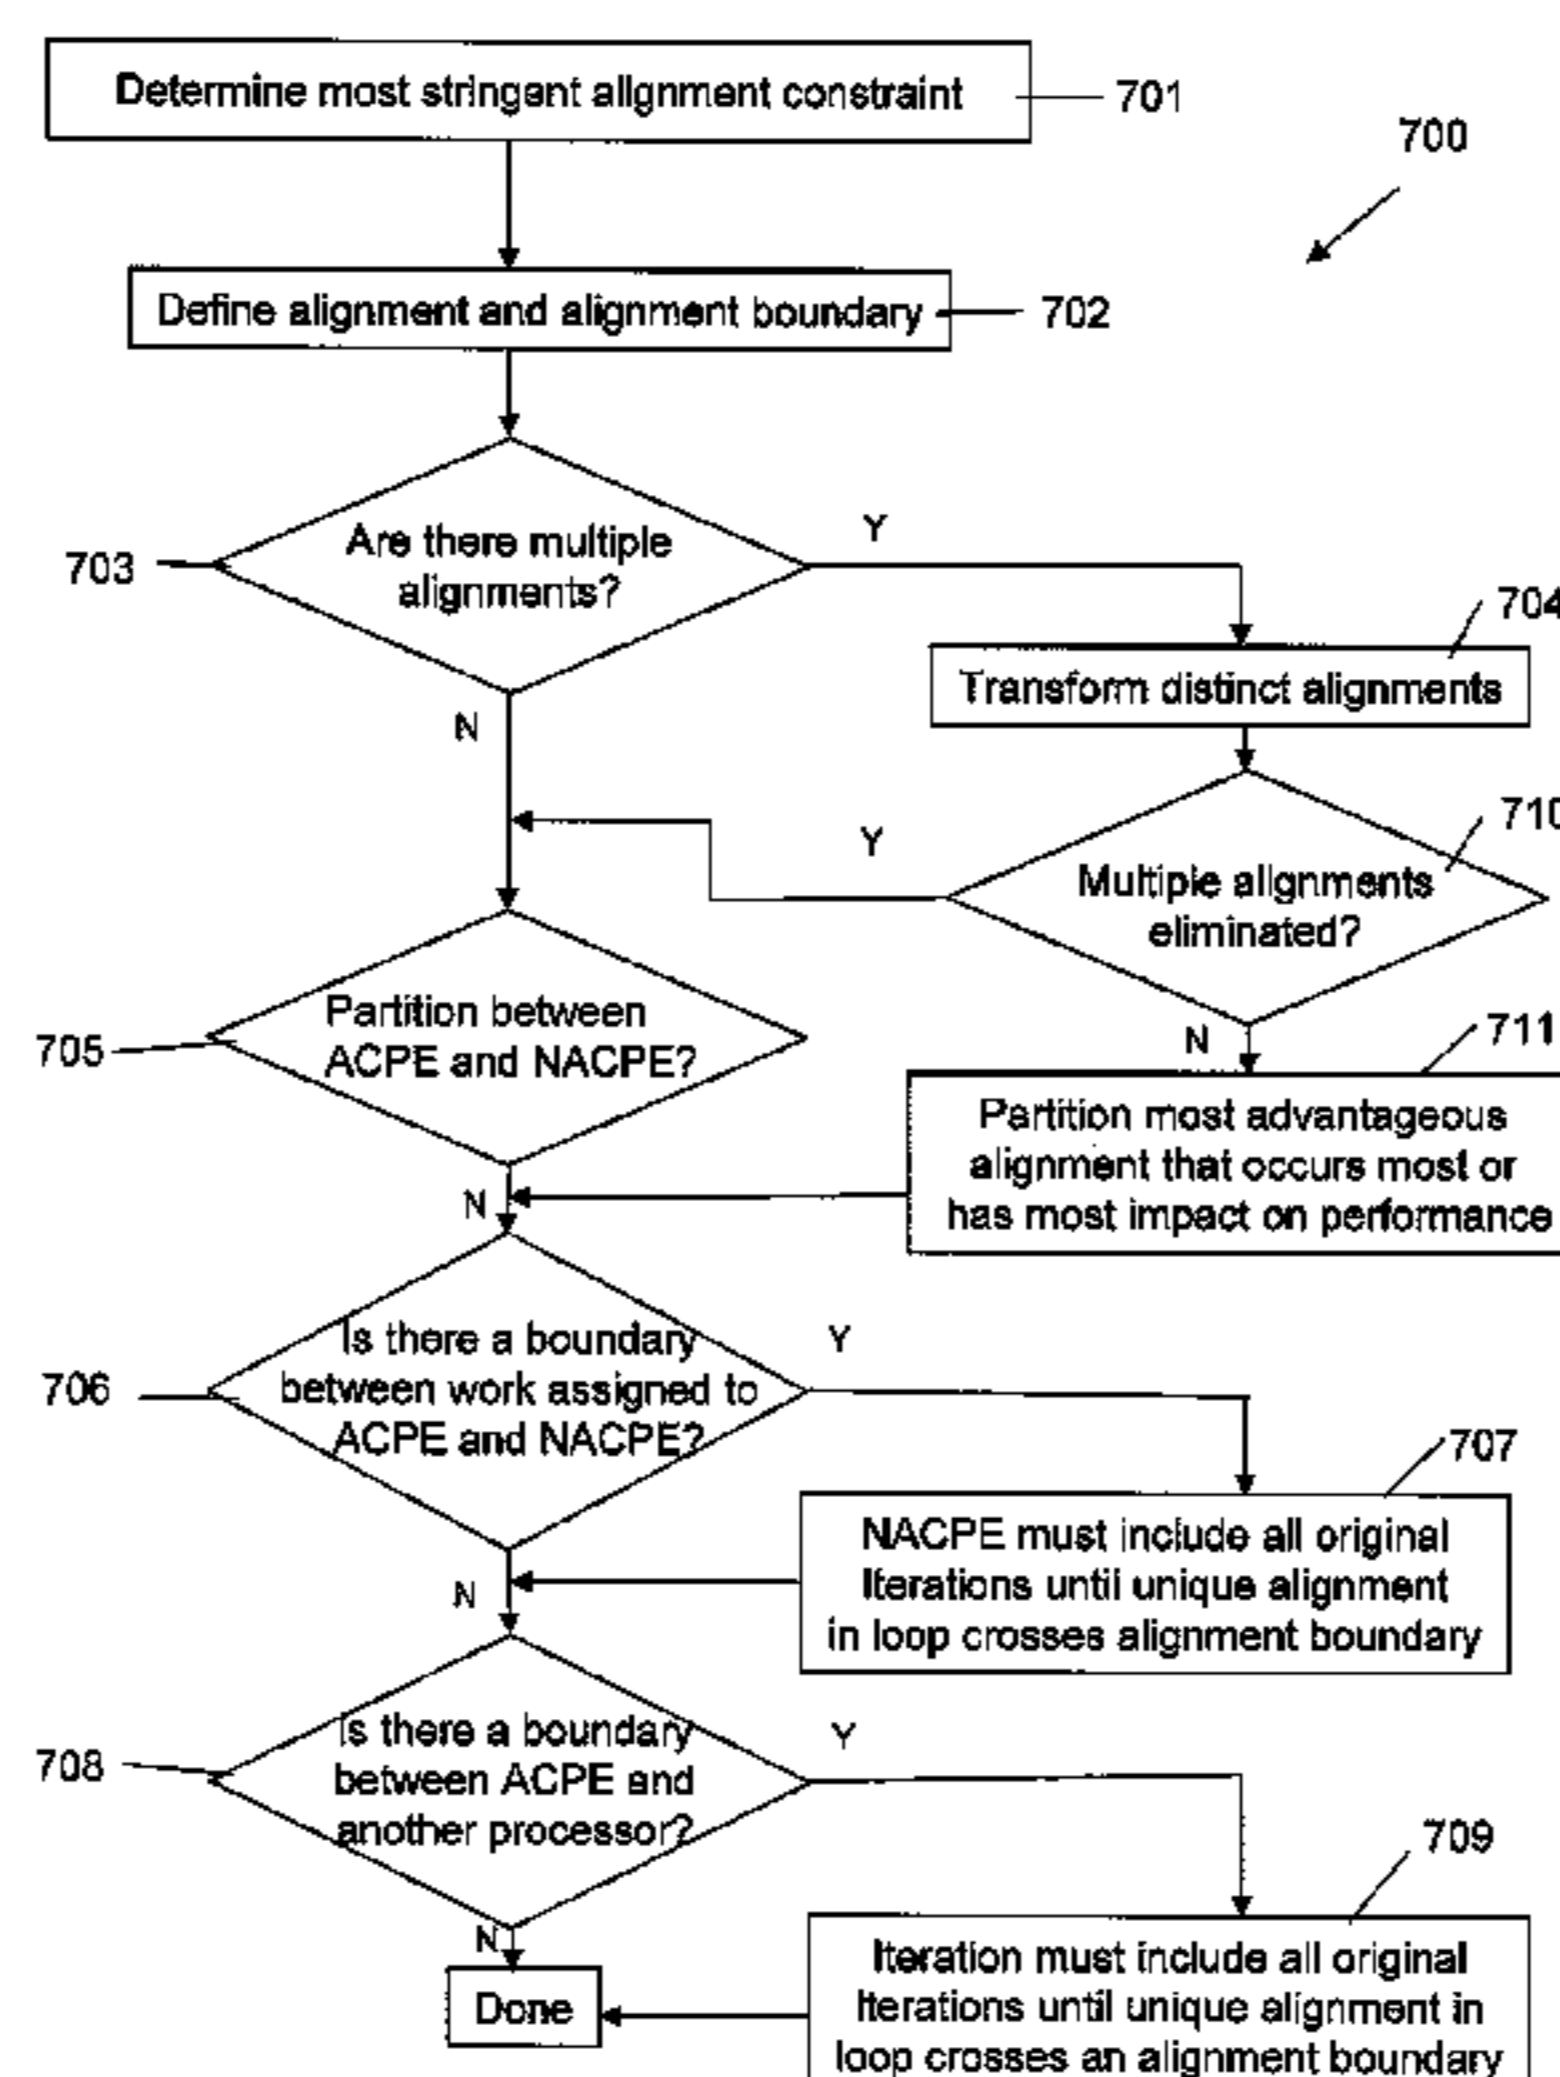 Determine most stringent alignment constraint
701
700
Define alignment and alignment boundary
702
Are there multiple
alignments?
703
Y
N
704
Transform distinct alignments
710
Multiple alignments
eliminated?
Y
N
Partition between
ACPE and NACPE?
705
N
711
Partition most advantageous
alignment that occurs most or
has most impact on performance
Is there a boundary
between work assigned to
ACPE and NACPE?
706
Y
N
707
NACPE must include all original
Iterations until unique alignment
in loop crosses alignment boundary
Is there a boundary
between ACPE and
another processor?
708
Y
N
709
Iteration must include all original
Iterations until unique alignment in
loop crosses an alignment boundary
Done